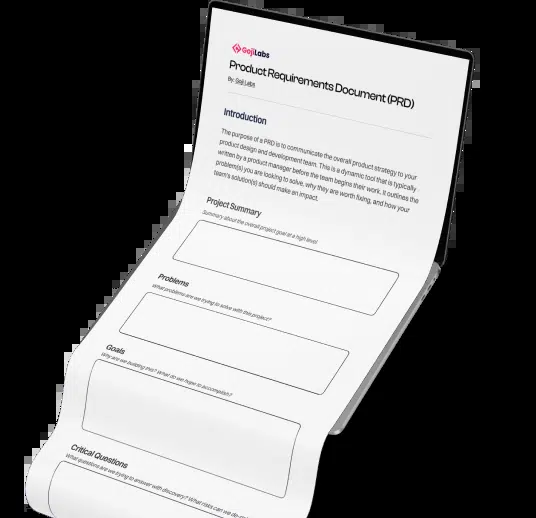 GojiLabs
Product Requirements Document (PRD)
By: Goji Labs
Introduction
The purpose of a PRD is to communicate the overall product strategy to your
product design and development team. This is a dynamic tool that is typically
written by a product manager before the team begins their work. It outlines the
problem(s) you are looking to solve, why they are worth fixing, and how your
team's solution(s) should make an impact.
Project Summary
Summary about the overall project goal at a high level
Problems
What problems are we trying to solve with this project?
Goals
Why are we building this? What do we hope to accomplish?
Critical Questions
What questions are we trying to answer with discovery? What risks can we